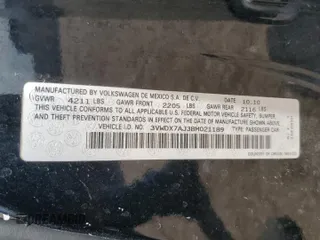 MANUFACTURED BY VOLKSWAGEN DE MEXICO S.A. DE C.V. DATE 10.10
GVWR 4211 LBS GAWR FRONT 2205 LBS GAWR REAR 2116 LBS
THIS VEHICLE CONFORMS TO ALL APPLICABLE FEDERAL MOTOR VEHICLE SAFETY, BUMPER,
AND THEFT PREVENTION STANDARDS IN EFFECT ON THE DATE OF MANUFACTURE SHOWN ABOVE.
VEHICLE IDENT. NO.: 3VWDX7AJ3BM021189 TYPE: PASSENGER CAR